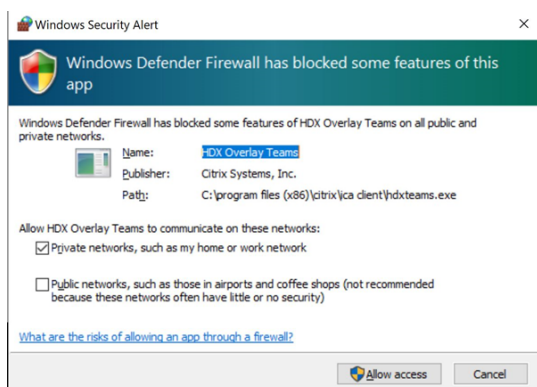 Windows Security Alert
Windows Defender Firewall has blocked some features of this
app
Windows Defender Firewall has blocked some features of HDX Overlay Teams on all public and
private networks.
Name: HDX Overlay Teams
Publisher: Citrix Systems, Inc.
Path: C:\program files (x86)\citrix\ica client\hdxteams.exe
Allow HDX Overlay Teams to communicate on these networks:
Private networks, such as my home or work network
Public networks, such as those in airports and coffee shops (not recommended
because these networks often have little or no security)
What are the risks of allowing an app through a firewall?
Allow access Cancel